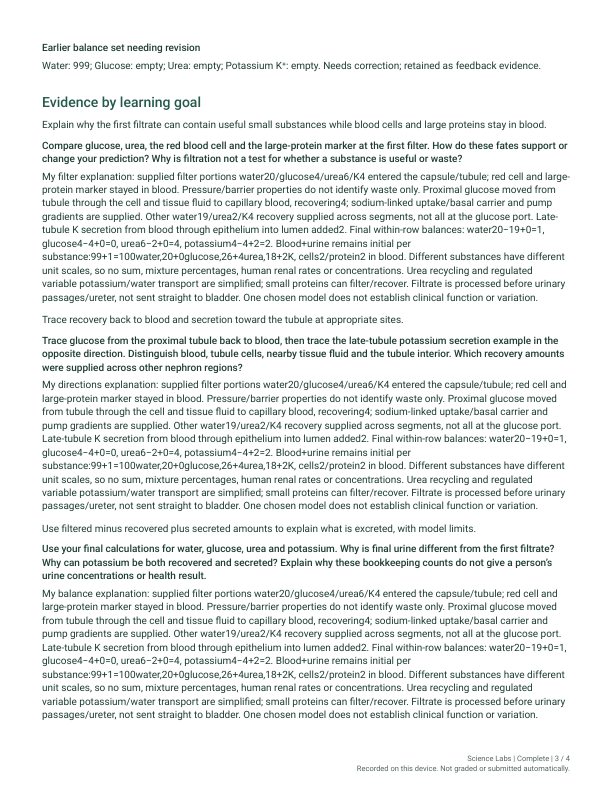 Earlier balance set needing revision
Water: 999; Glucose: empty; Urea: empty; Potassium K⁺: empty. Needs correction; retained as feedback evidence.
Evidence by learning goal
Explain why the first filtrate can contain useful small substances while blood cells and large proteins stay in blood.
Compare glucose, urea, the red blood cell and the large-protein marker at the first filter. How do these fates support or
change your prediction? Why is filtration not a test for whether a substance is useful or waste?
My filter explanation: supplied filter portions water20/glucose4/urea6/K4 entered the capsule/tubule; red cell and large-
protein marker stayed in blood. Pressure/barrier properties do not identify waste only. Proximal glucose moved from
tubule through the cell and tissue fluid to capillary blood, recovering4; sodium-linked uptake/basal carrier and pump
gradients are supplied. Other water19/urea2/K4 recovery supplied across segments, not all at the glucose port. Late-
tubule K secretion from blood through epithelium into lumen added2. Final within-row balances: water20−19+0=1,
glucose4−4+0=0, urea6−2+0=4, potassium4−4+2=2. Blood+urine remains initial per
substance:99+1=100water,20+0glucose,26+4urea,18+2K, cells2/protein2 in blood. Different substances have different
unit scales, so no sum, mixture percentages, human renal rates or concentrations. Urea recycling and regulated
variable potassium/water transport are simplified; small proteins can filter/recover. Filtrate is processed before urinary
passages/ureter, not sent straight to bladder. One chosen model does not establish clinical function or variation.
Trace recovery back to blood and secretion toward the tubule at appropriate sites.
Trace glucose from the proximal tubule back to blood, then trace the late-tubule potassium secretion example in the
opposite direction. Distinguish blood, tubule cells, nearby tissue fluid and the tubule interior. Which recovery amounts
were supplied across other nephron regions?
My directions explanation: supplied filter portions water20/glucose4/urea6/K4 entered the capsule/tubule; red cell and
large-protein marker stayed in blood. Pressure/barrier properties do not identify waste only. Proximal glucose moved
from tubule through the cell and tissue fluid to capillary blood, recovering4; sodium-linked uptake/basal carrier and
pump gradients are supplied. Other water19/urea2/K4 recovery supplied across segments, not all at the glucose port.
Late-tubule K secretion from blood through epithelium into lumen added2. Final within-row balances: water20−19+0=1,
glucose4−4+0=0, urea6−2+0=4, potassium4−4+2=2. Blood+urine remains initial per
substance:99+1=100water,20+0glucose,26+4urea,18+2K, cells2/protein2 in blood. Different substances have different
unit scales, so no sum, mixture percentages, human renal rates or concentrations. Urea recycling and regulated
variable potassium/water transport are simplified; small proteins can filter/recover. Filtrate is processed before urinary
passages/ureter, not sent straight to bladder. One chosen model does not establish clinical function or variation.
Use filtered minus recovered plus secreted amounts to explain what is excreted, with model limits.
Use your final calculations for water, glucose, urea and potassium. Why is final urine different from the first filtrate?
Why can potassium be both recovered and secreted? Explain why these bookkeeping counts do not give a person's
urine concentrations or health result.
My balance explanation: supplied filter portions water20/glucose4/urea6/K4 entered the capsule/tubule; red cell and
large-protein marker stayed in blood. Pressure/barrier properties do not identify waste only. Proximal glucose moved
from tubule through the cell and tissue fluid to capillary blood, recovering4; sodium-linked uptake/basal carrier and
pump gradients are supplied. Other water19/urea2/K4 recovery supplied across segments, not all at the glucose port.
Late-tubule K secretion from blood through epithelium into lumen added2. Final within-row balances: water20−19+0=1,
glucose4−4+0=0, urea6−2+0=4, potassium4−4+2=2. Blood+urine remains initial per
substance:99+1=100water,20+0glucose,26+4urea,18+2K, cells2/protein2 in blood. Different substances have different
unit scales, so no sum, mixture percentages, human renal rates or concentrations. Urea recycling and regulated
variable potassium/water transport are simplified; small proteins can filter/recover. Filtrate is processed before urinary
passages/ureter, not sent straight to bladder. One chosen model does not establish clinical function or variation.
Science Labs | Complete | 3 / 4
Recorded on this device. Not graded or submitted automatically.